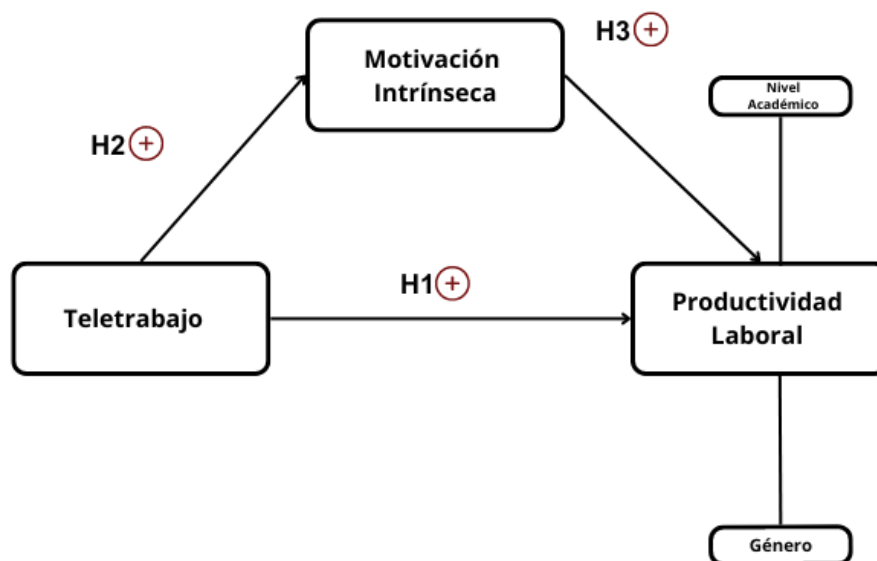 Motivación
Intrínseca
H3 +
Nivel
Académico
H2 +
Teletrabajo
H1 +
Productividad
Laboral
Género